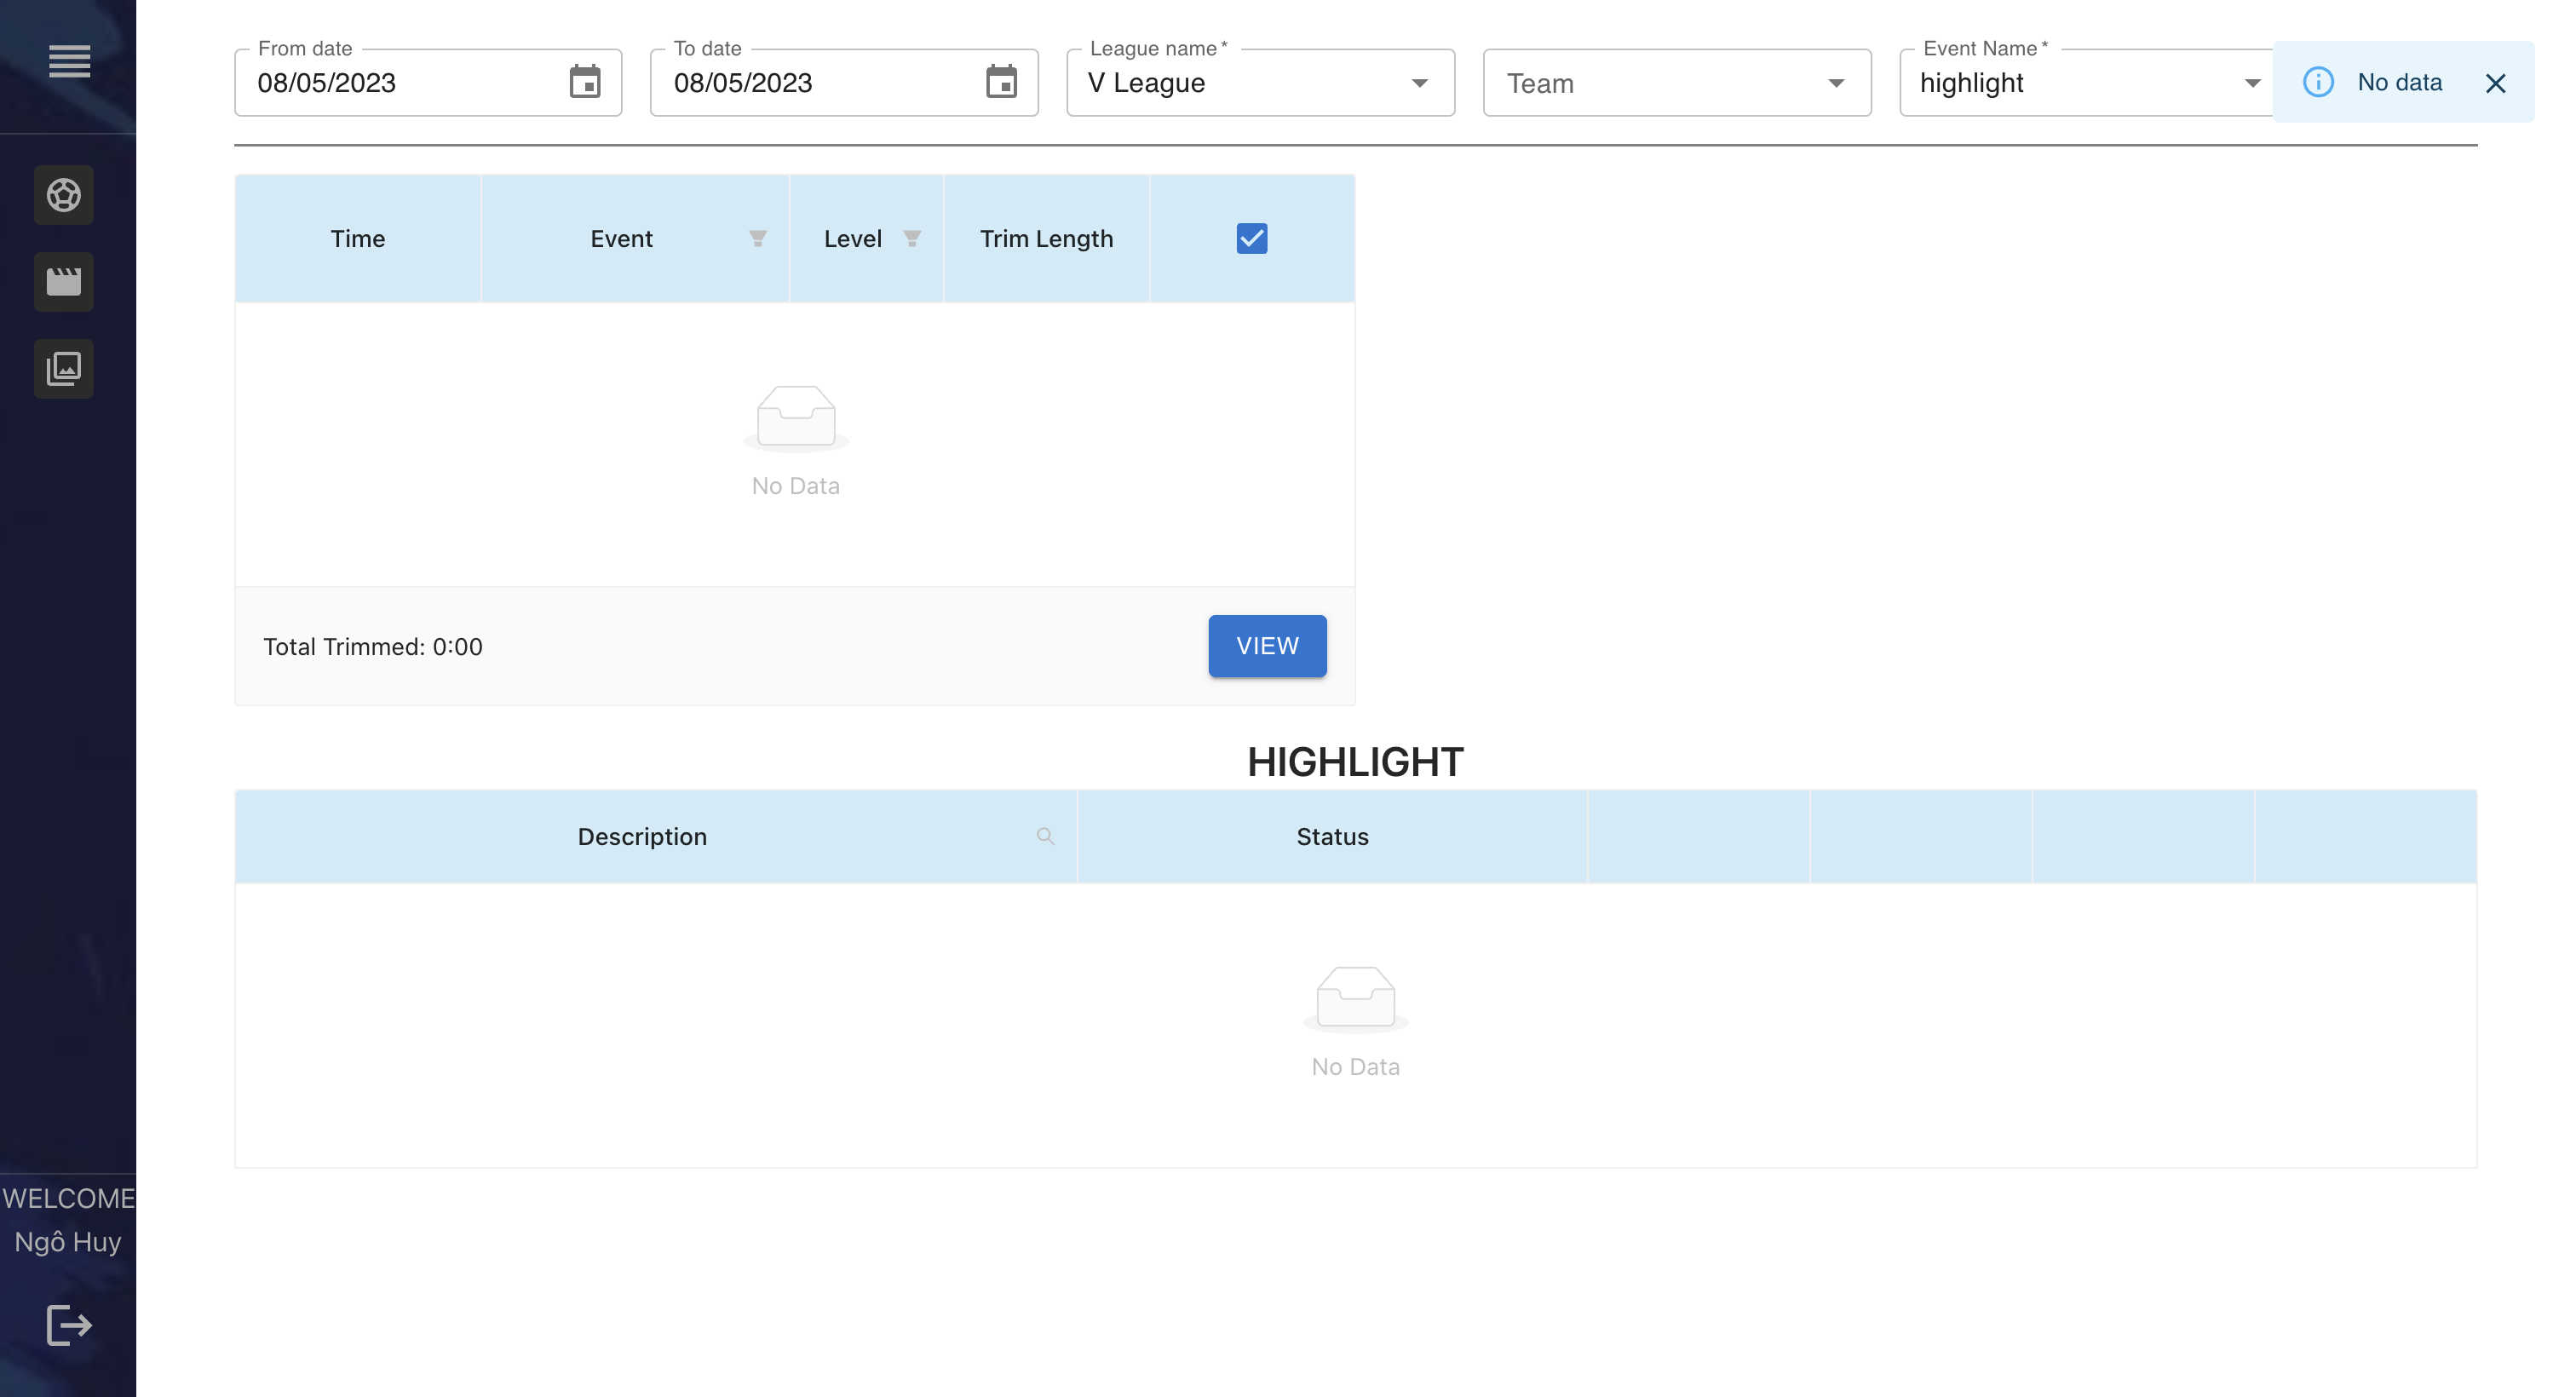 From date
08/05/2023
To date
08/05/2023
League name *
V League
Team
Event Name *
highlight
No data
Time
Event
Level
Trim Length
No Data
Total Trimmed: 0:00
VIEW
HIGHLIGHT
Description
Status
No Data
WELCOME
Ngô Huy